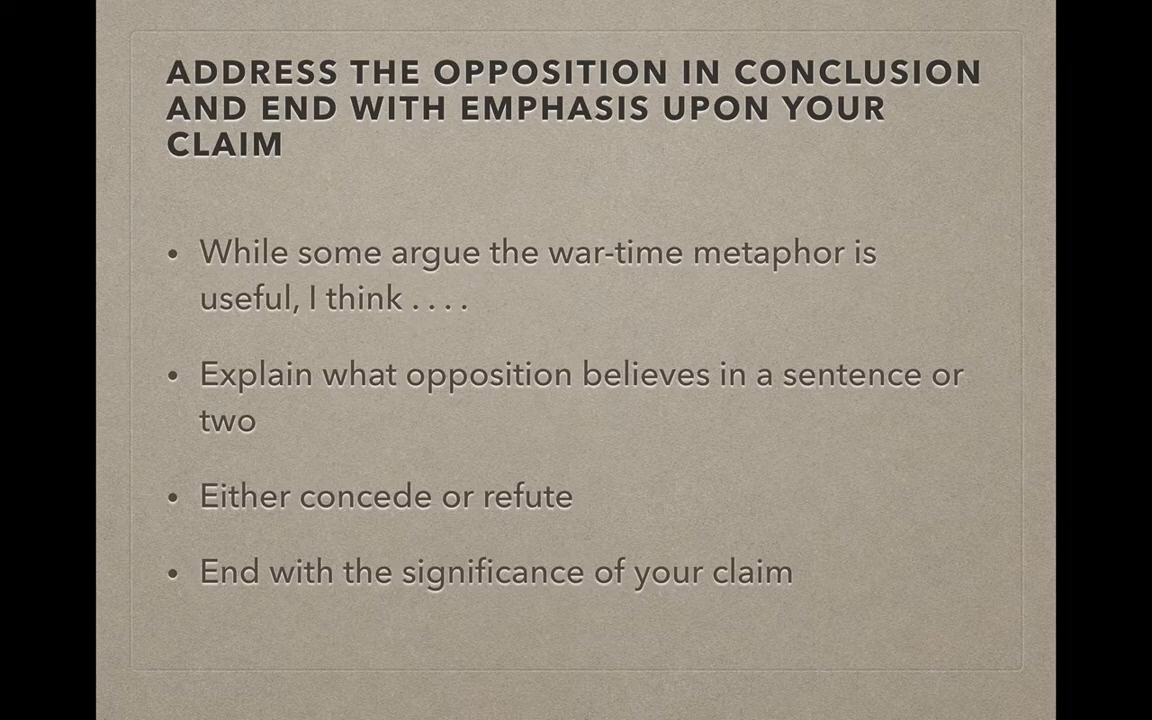 ADDRESS THE OPPOSITION IN CONCLUSION
AND END WITH EMPHASIS UPON YOUR
CLAIM
• While some argue the war-time metaphor is
useful, I think . . . .
• Explain what opposition believes in a sentence or
two
• Either concede or refute
• End with the significance of your claim